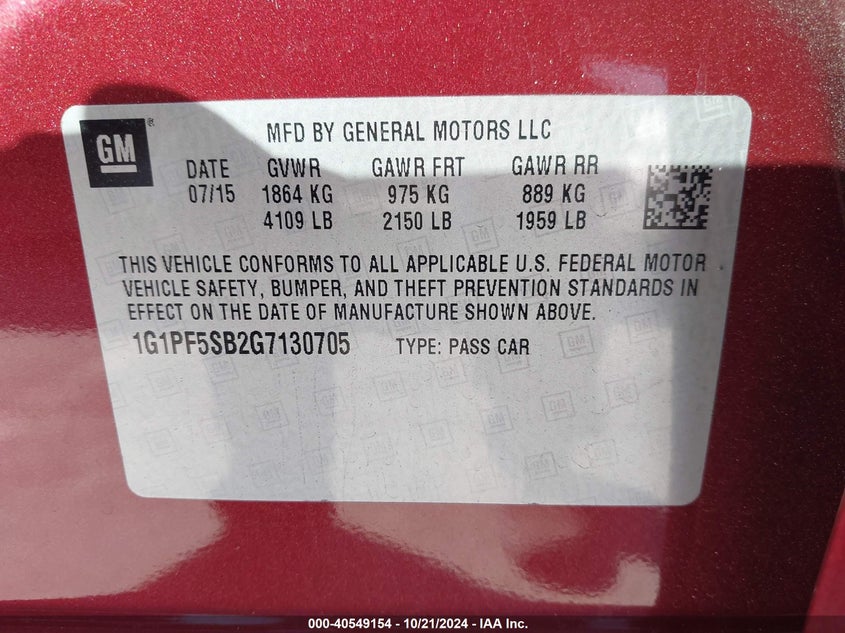 GM
MFD BY GENERAL MOTORS LLC
DATE GVWR GAWR FRT GAWR RR
07/15 1864 KG 975 KG 889 KG
4109 LB 2150 LB 1959 LB
THIS VEHICLE CONFORMS TO ALL APPLICABLE U.S. FEDERAL MOTOR
VEHICLE SAFETY, BUMPER, AND THEFT PREVENTION STANDARDS IN
EFFECT ON THE DATE OF MANUFACTURE SHOWN ABOVE.
1G1PF5SB2G7130705 TYPE: PASS CAR
000-40549154 - 10/21/2024 - IAA Inc.